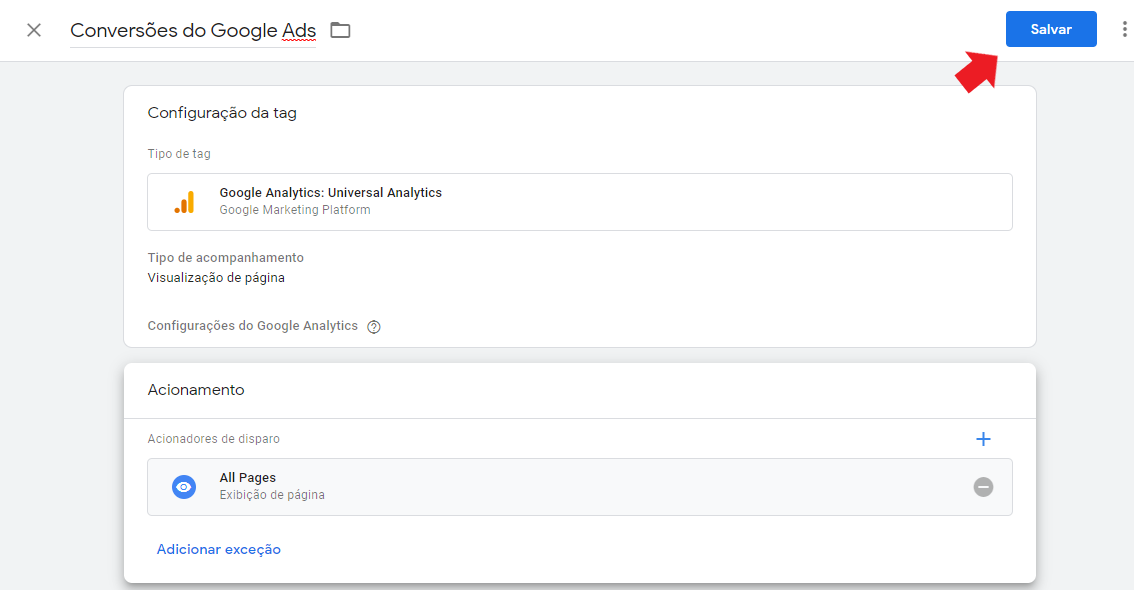 Conversões do Google Ads
Salvar
Configuração da tag
Tipo de tag
Google Analytics: Universal Analytics
Google Marketing Platform
Tipo de acompanhamento
Visualização de página
Configurações do Google Analytics
Acionamento
Acionadores de disparo
All Pages
Exibição de página
Adicionar exceção